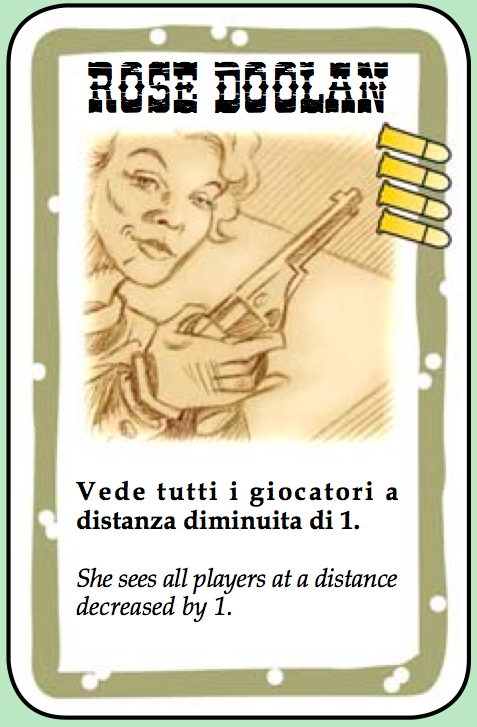 ROSE DOOLAN
Vede tutti i giocatori a
distanza diminuita di 1.
She sees all players at a distance
decreased by 1.